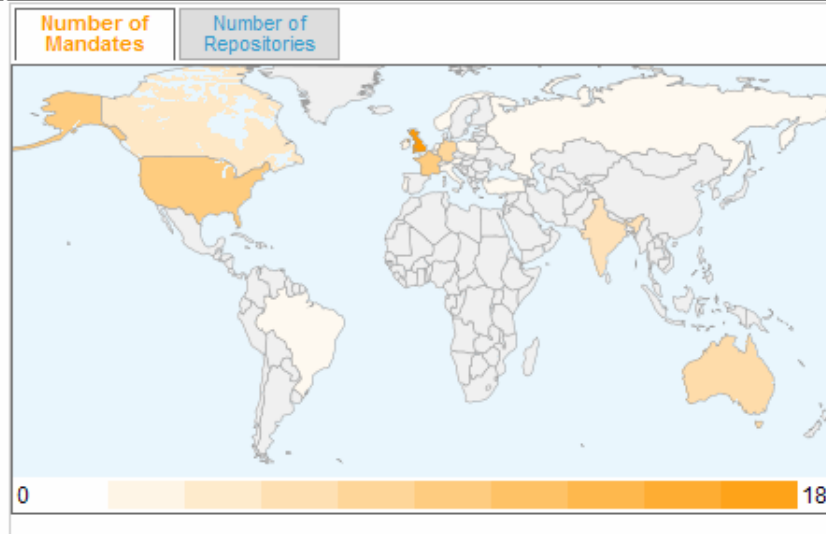 Number of
Mandates
Number of
Repositories
0
18